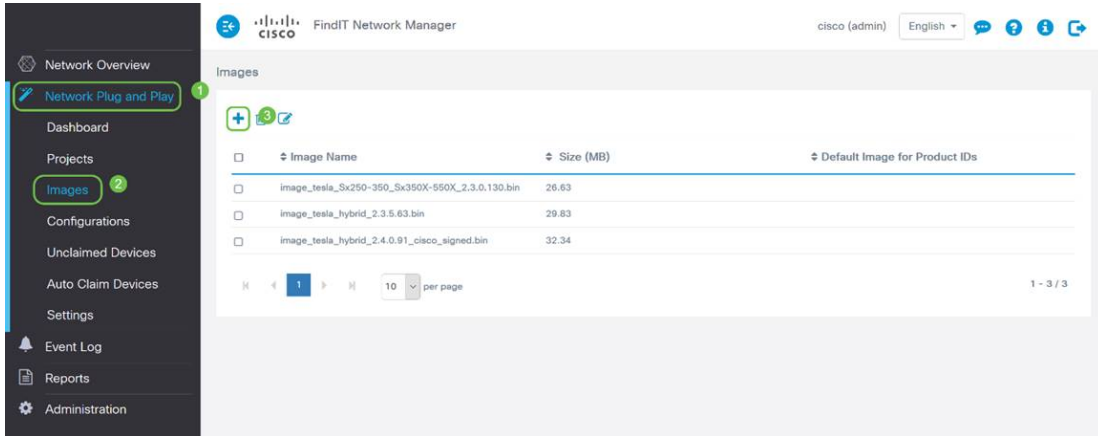 CISCO FindIT Network Manager cisco (admin) English
Network Overview
Network Plug and Play 1
Dashboard
Projects
Images 2
Configurations
Unclaimed Devices
Auto Claim Devices
Settings
Event Log
Reports
Administration
Images
3
Image Name Size (MB) Default Image for Product IDs
image_tesla_Sx250-350_Sx350X-550X_2.3.0.130.bin 26.63
image_tesla_hybrid_2.3.5.63.bin 29.83
image_tesla_hybrid_2.4.0.91_cisco_signed.bin 32.34
1 10 per page 1 - 3 / 3